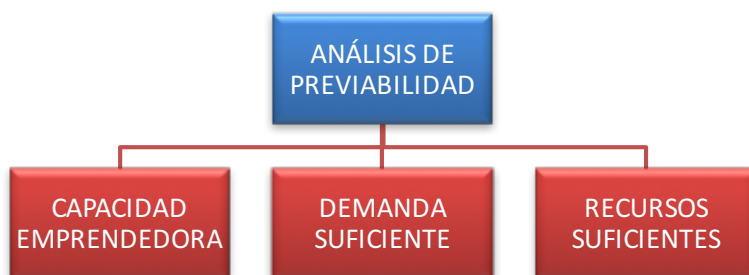 ANÁLISIS DE
PREVIABILIDAD
CAPACIDAD
EMPRENDEDORA
DEMANDA
SUFICIENTE
RECURSOS
SUFICIENTES